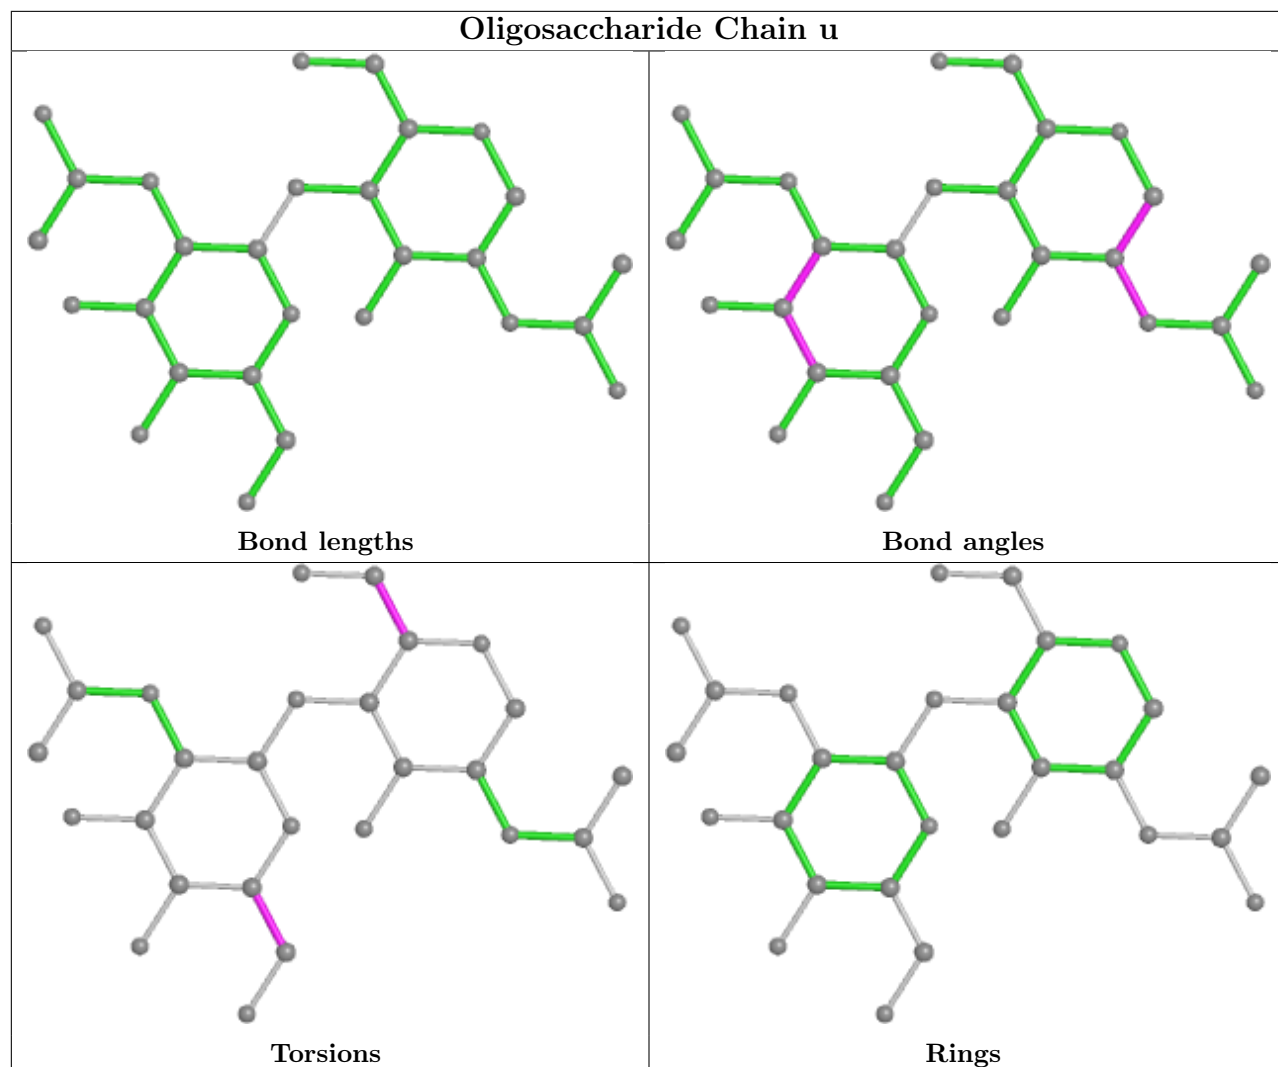 Oligosaccharide Chain u
Bond lengths
Bond angles
Torsions
Rings